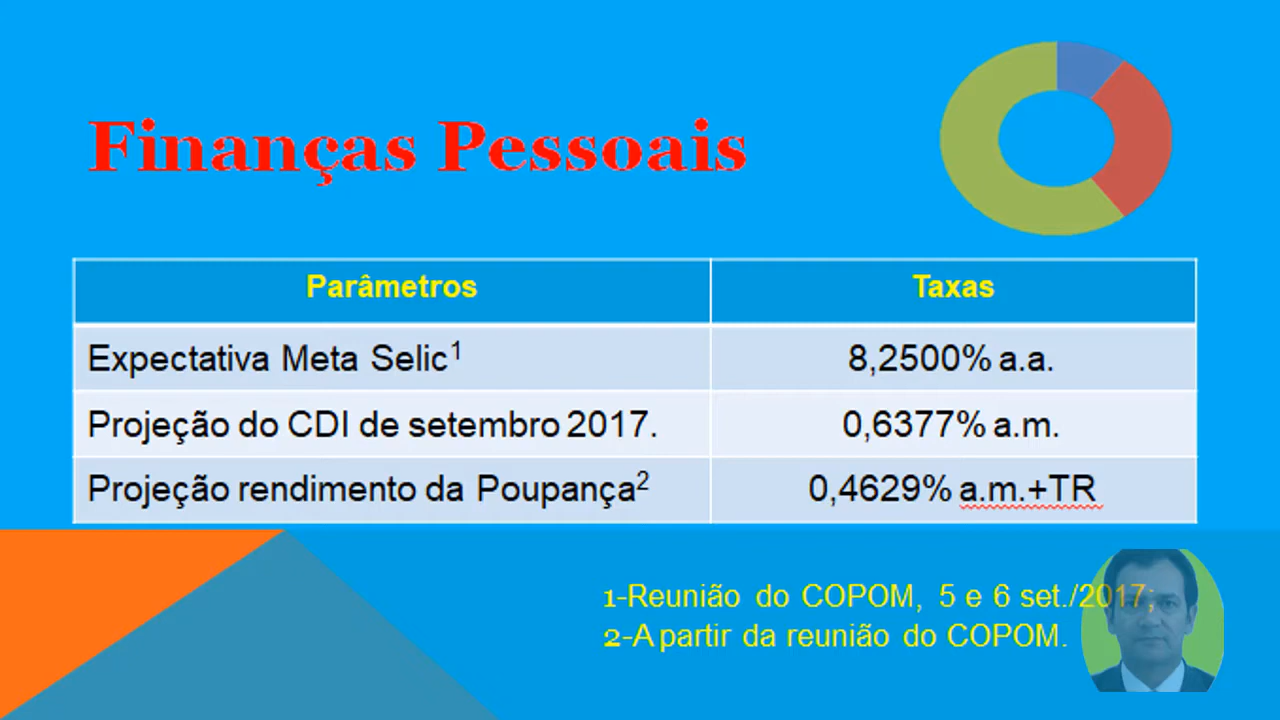 Finanças Pessoais
Parâmetros Taxas
Expectativa Meta Selic¹ 8,2500% a.a.
Projeção do CDI de setembro 2017. 0,6377% a.m.
Projeção rendimento da Poupança² 0,4629% a.m.+TR
1-Reunião do COPOM, 5 e 6 set./2017;
2-A partir da reunião do COPOM.